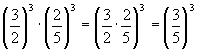 (3/2)³ · (2/5)³ = (3/2 · 2/5)³ = (3/5)³